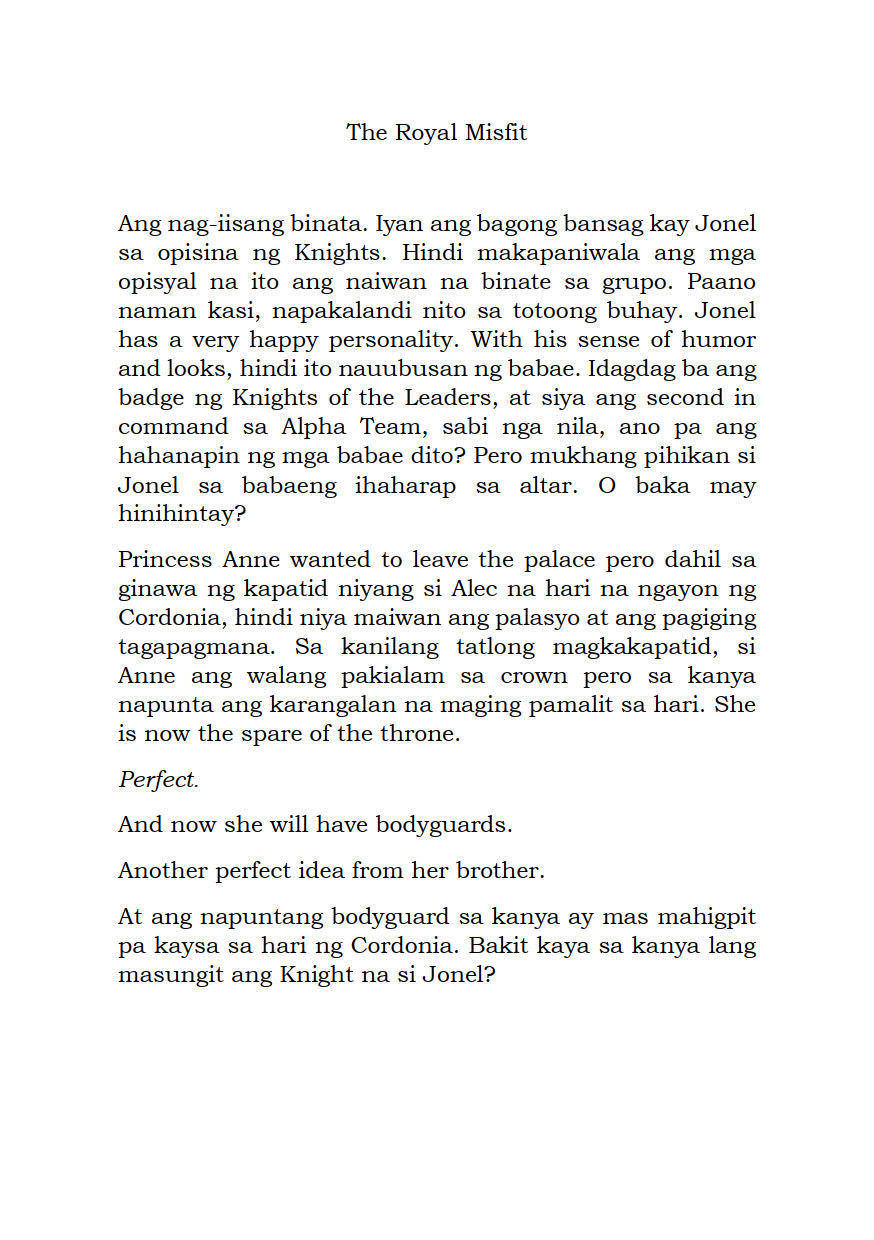 The Royal Misfit
Ang nag-iisang binata. Iyan ang bagong bansag kay Jonel
sa opisina ng Knights. Hindi makapaniwala ang mga
opisyal na ito ang naiwan na binate sa grupo. Paano
naman kasi, napakalandi nito sa totoong buhay. Jonel
has a very happy personality. With his sense of humor
and looks, hindi ito nauubusan ng babae. Idagdag ba ang
badge ng Knights of the Leaders, at siya ang second in
command sa Alpha Team, sabi nga nila, ano pa ang
hahanapin ng mga babae dito? Pero mukhang pihikan si
Jonel sa babaeng ihaharap sa altar. O baka may
hinihintay?
Princess Anne wanted to leave the palace pero dahil sa
ginawa ng kapatid niyang si Alec na hari na ngayon ng
Cordonia, hindi niya maiwan ang palasyo at ang pagiging
tagapagmana. Sa kanilang tatlong magkakapatid, si
Anne ang walang pakialam sa crown pero sa kanya
napunta ang karangalan na maging pamalit sa hari. She
is now the spare of the throne.
Perfect.
And now she will have bodyguards.
Another perfect idea from her brother.
At ang napuntang bodyguard sa kanya ay mas mahigpit
pa kaysa sa hari ng Cordonia. Bakit kaya sa kanya lang
masungit ang Knight na si Jonel?